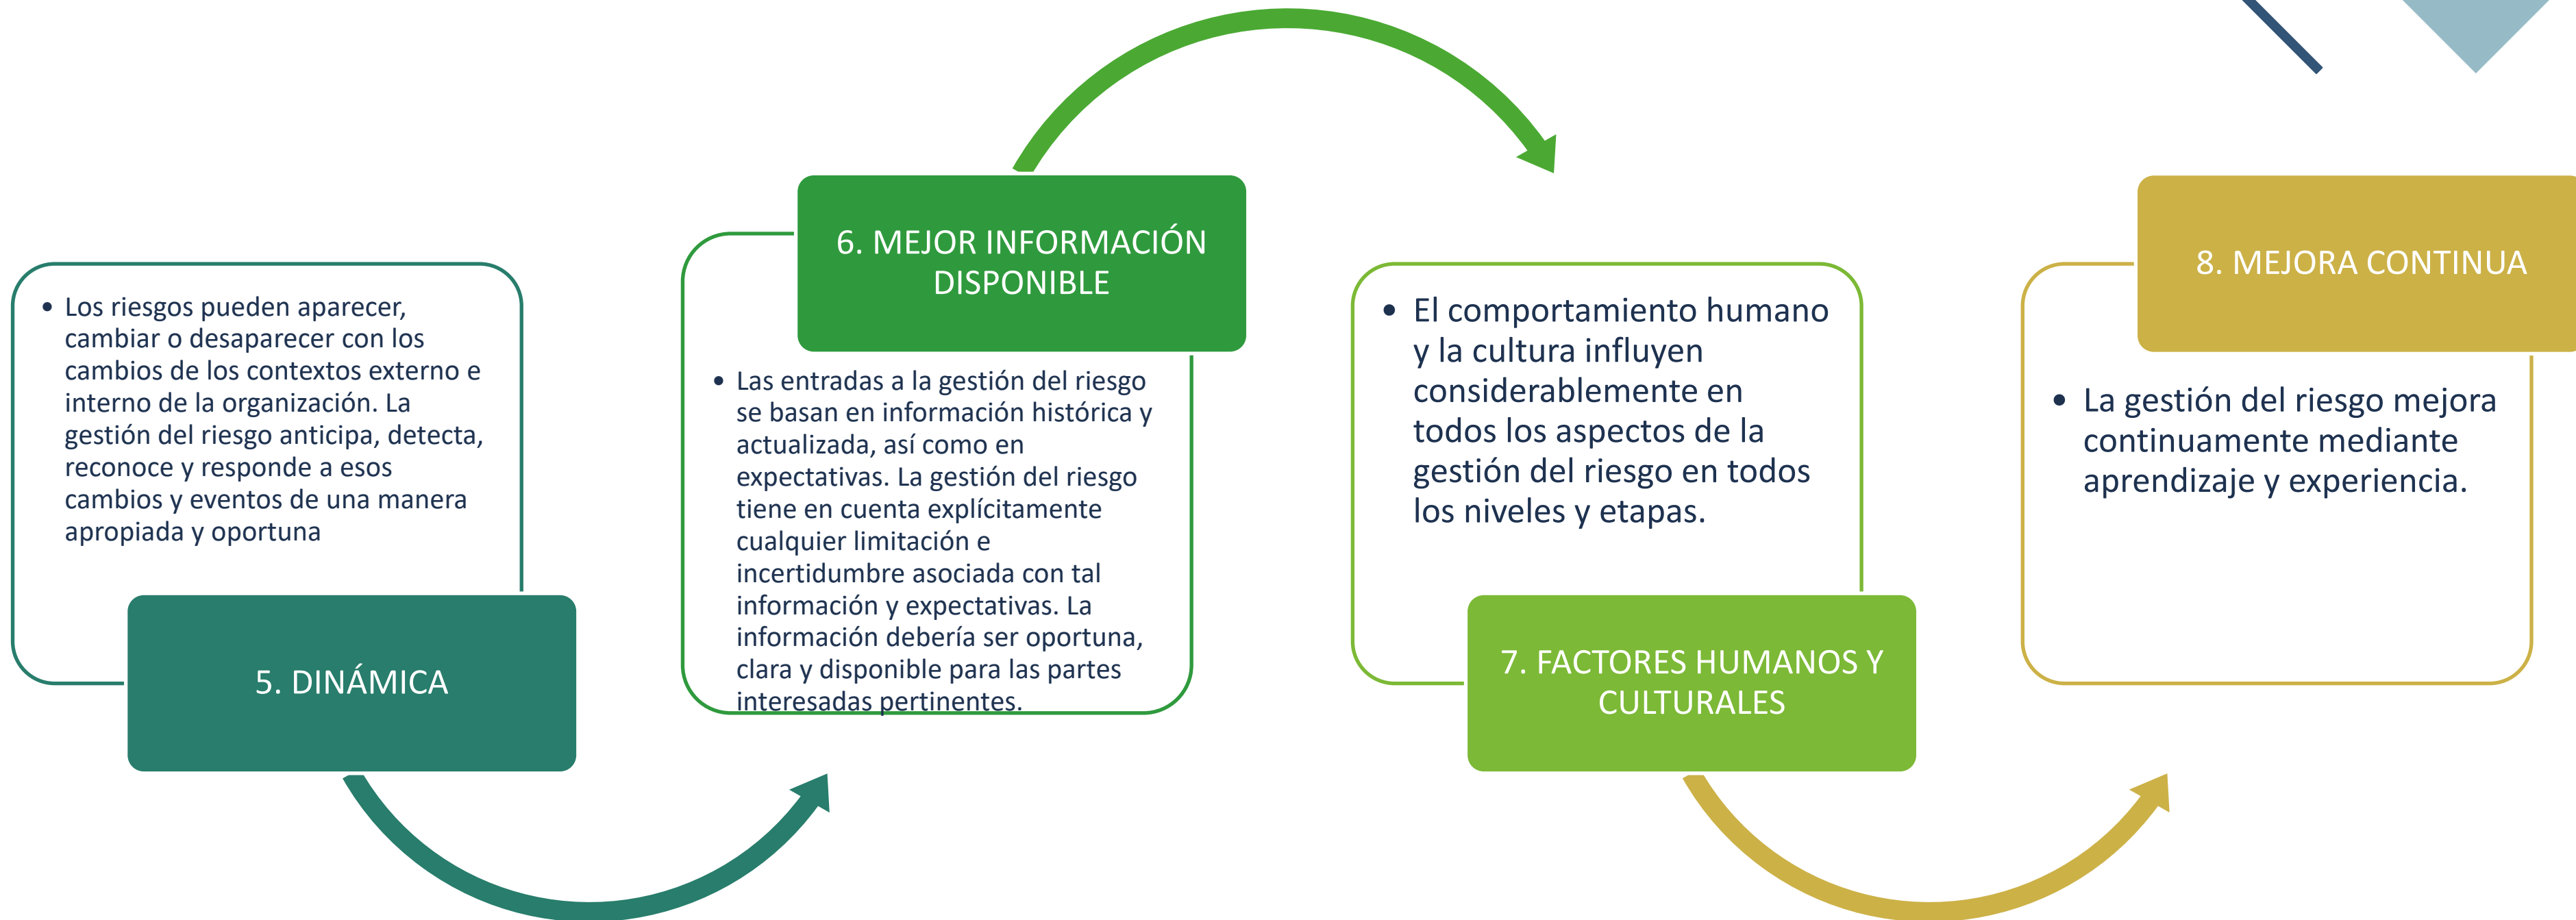 Los riesgos pueden aparecer,
cambiar o desaparecer con los
cambios de los contextos externo e
interno de la organización. La
gestión del riesgo anticipa, detecta,
reconoce y responde a esos
cambios y eventos de una manera
apropiada y oportuna
5. DINÁMICA
6. MEJOR INFORMACIÓN
DISPONIBLE
Las entradas a la gestión del riesgo
se basan en información histórica y
actualizada, así como en
expectativas. La gestión del riesgo
tiene en cuenta explícitamente
cualquier limitación e
incertidumbre asociada con tal
información y expectativas. La
información debería ser oportuna,
clara y disponible para las partes
interesadas pertinentes.
El comportamiento humano
y la cultura influyen
considerablemente en
todos los aspectos de la
gestión del riesgo en todos
los niveles y etapas.
7. FACTORES HUMANOS Y
CULTURALES
8. MEJORA CONTINUA
La gestión del riesgo mejora
continuamente mediante
aprendizaje y experiencia.